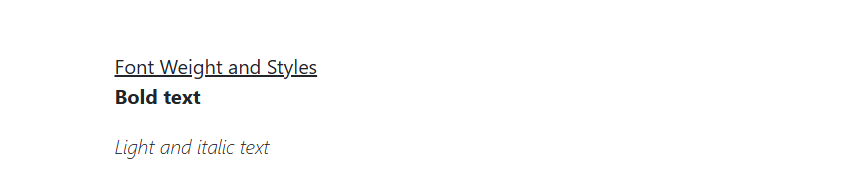 Font Weight and Styles
Bold text
Light and italic text